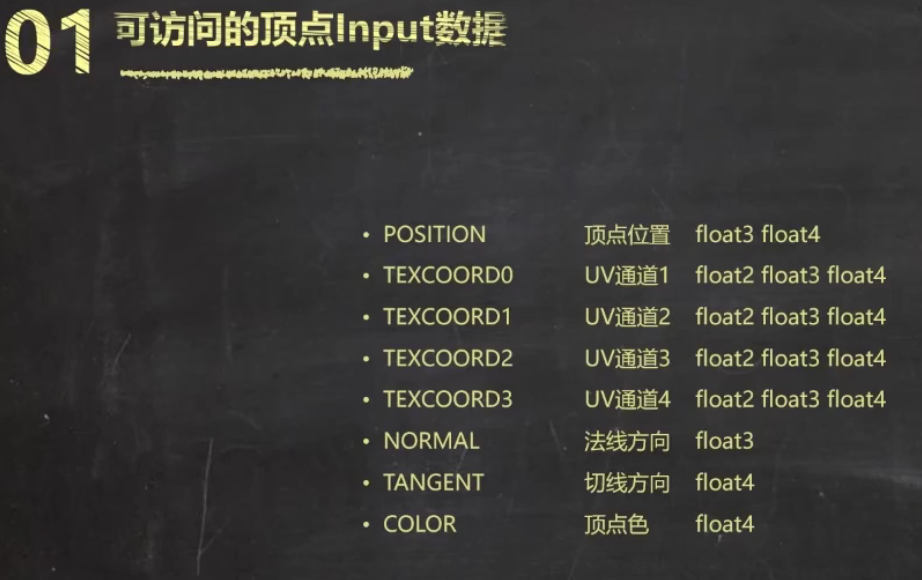 01 可访问的顶点Input数据
• POSITION 顶点位置 float3 float4
• TEXCOORD0 UV通道1 float2 float3 float4
• TEXCOORD1 UV通道2 float2 float3 float4
• TEXCOORD2 UV通道3 float2 float3 float4
• TEXCOORD3 UV通道4 float2 float3 float4
• NORMAL 法线方向 float3
• TANGENT 切线方向 float4
• COLOR 顶点色 float4